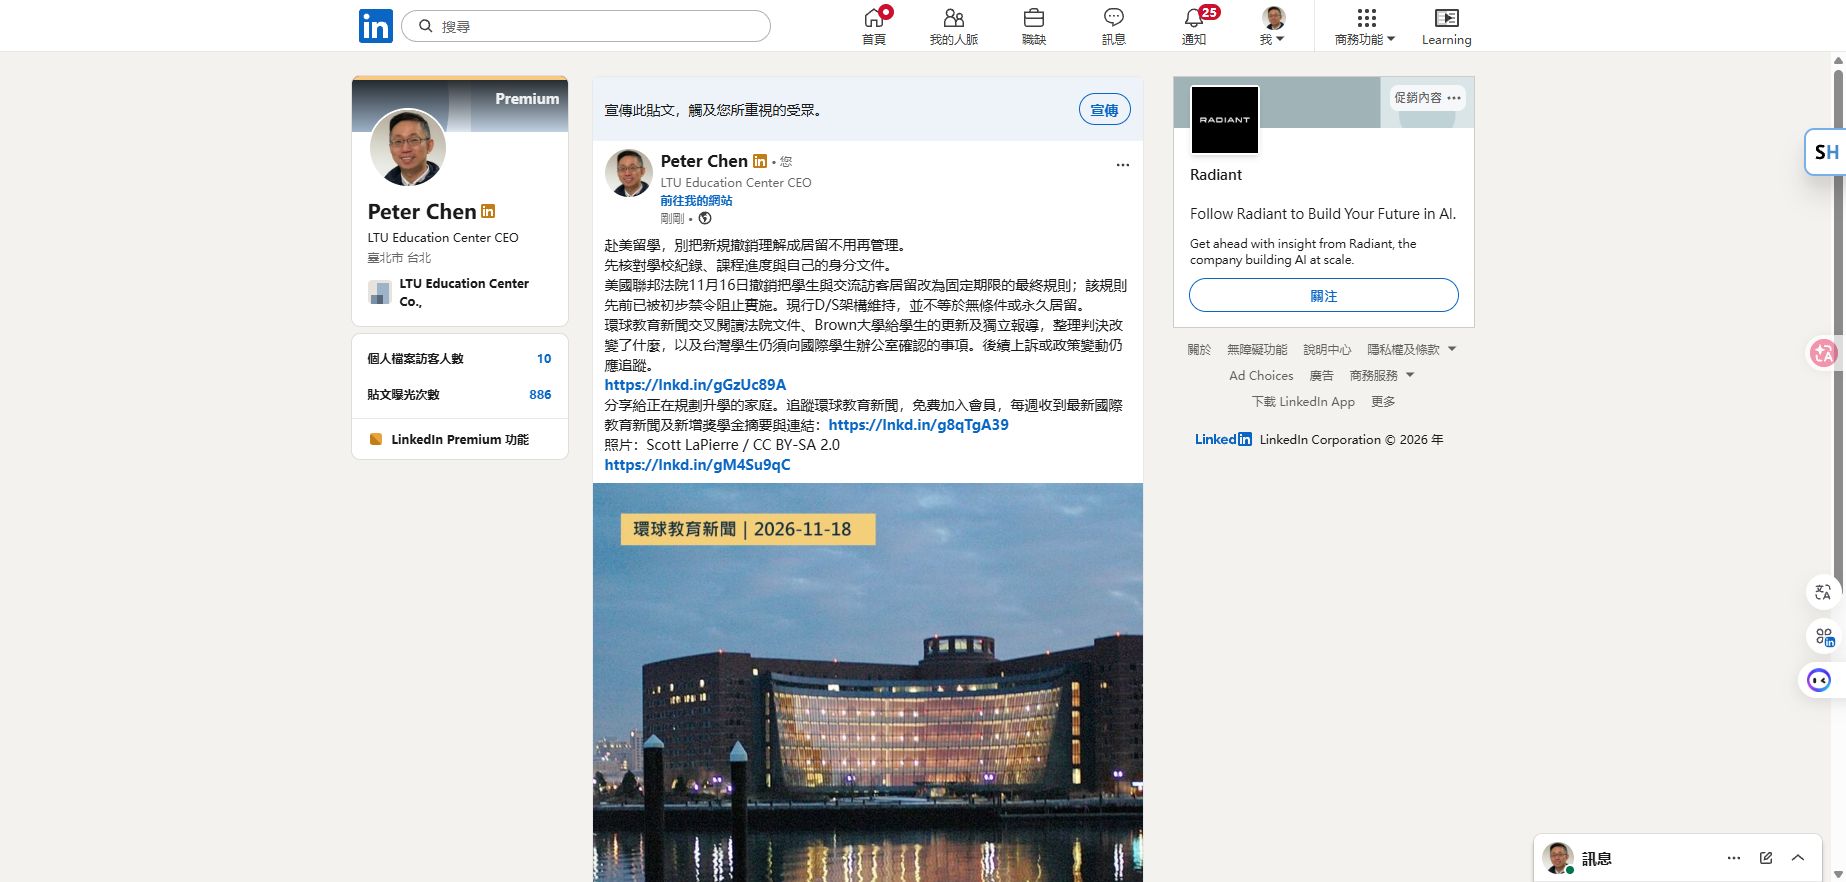 in
搜尋
首頁
我的人脈
職缺
訊息
25
通知
我
商務功能
Learning
Premium
Peter Chen
LTU Education Center CEO
臺北市 台北
LTU Education Center
Co.,
個人檔案訪客人數 10
貼文曝光次數 886
LinkedIn Premium 功能
宣傳此貼文，觸及您所重視的受眾。
宣傳
Peter Chen in • 您
LTU Education Center CEO
前往我的網站
剛剛 •
赴美留學，別把新規撤銷理解成居留不用再管理。
先核對學校紀錄、課程進度與自己的身分文件。
美國聯邦法院11月16日撤銷把學生與交流訪客居留改為固定期限的最終規則；該規則
先前已被初步禁令阻止實施。現行D/S架構維持，並不等於無條件或永久居留。
環球教育新聞交叉閱讀法院文件、Brown大學給學生的更新及獨立報導，整理判決改
變了什麼，以及台灣學生仍須向國際學生辦公室確認的事項。後續上訴或政策變動仍
應追蹤。
https://lnkd.in/gGzUc89A
分享給正在規劃升學的家庭。追蹤環球教育新聞，免費加入會員，每週收到最新國際
教育新聞及新增獎學金摘要與連結：https://lnkd.in/g8qTgA39
照片：Scott LaPierre / CC BY-SA 2.0
https://lnkd.in/gM4Su9qC
環球教育新聞｜2026-11-18
促銷內容
RADIANT
Radiant
Follow Radiant to Build Your Future in AI.
Get ahead with insight from Radiant, the
company building AI at scale.
關注
關於 無障礙功能 說明中心 隱私權及條款
Ad Choices 廣告 商務服務
下載 LinkedIn App 更多
LinkedIn LinkedIn Corporation © 2026 年
SH
訊息